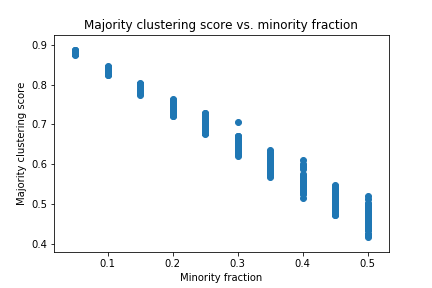 Majority clustering score vs. minority fraction
Majority clustering score
0.9
0.8
0.7
0.6
0.5
0.4
0.1 0.2 0.3 0.4 0.5
Minority fraction